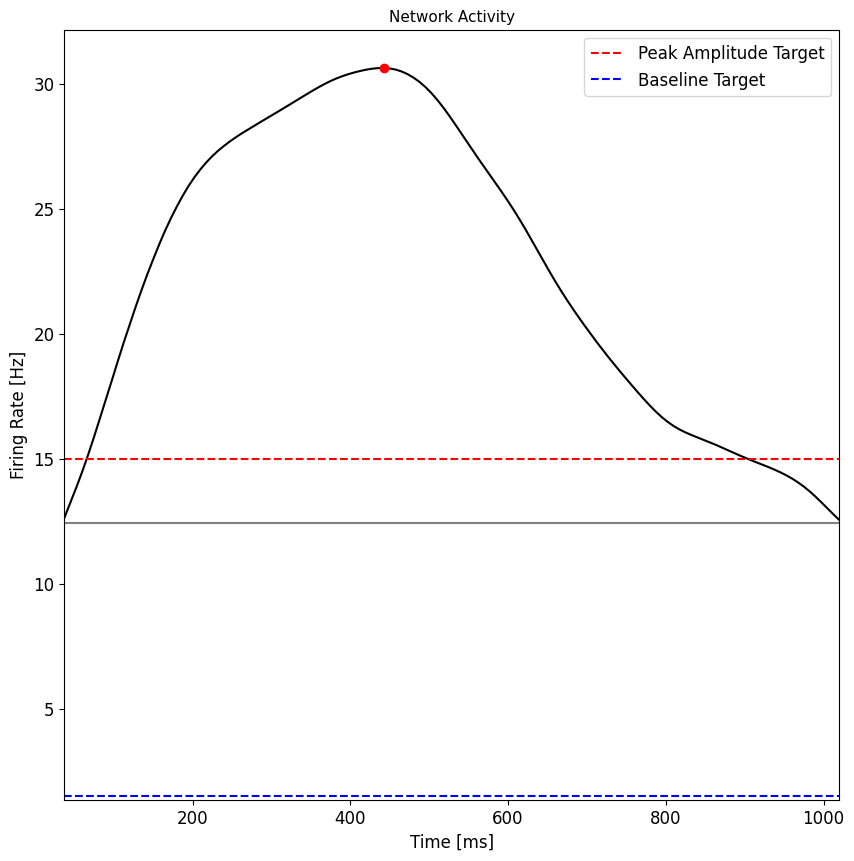 Network Activity
Peak Amplitude Target
Baseline Target
Firing Rate [Hz]
30
25
20
15
10
5
200 400 600 800 1000
Time [ms]